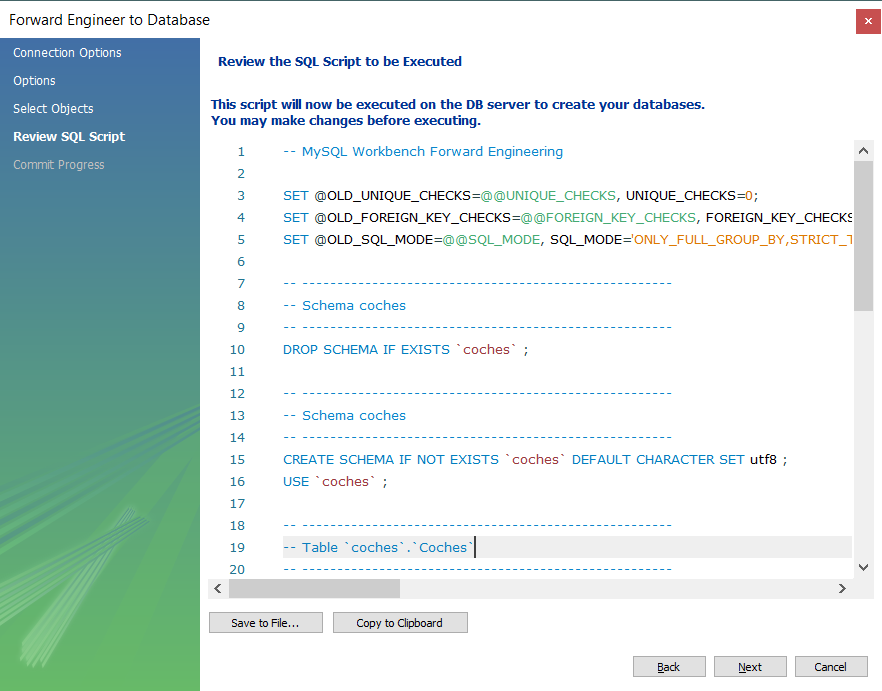 Forward Engineer to Database
Connection Options
Options
Select Objects
Review SQL Script
Commit Progress
Review the SQL Script to be Executed
This script will now be executed on the DB server to create your databases.
You may make changes before executing.
1 -- MySQL Workbench Forward Engineering
2
3 SET @OLD_UNIQUE_CHECKS=@@UNIQUE_CHECKS, UNIQUE_CHECKS=0;
4 SET @OLD_FOREIGN_KEY_CHECKS=@@FOREIGN_KEY_CHECKS, FOREIGN_KEY_CHECKS
5 SET @OLD_SQL_MODE=@@SQL_MODE, SQL_MODE='ONLY_FULL_GROUP_BY,STRICT_T
6
7 -- -----------------------------------------------------
8 -- Schema coches
9 -- -----------------------------------------------------
10 DROP SCHEMA IF EXISTS `coches` ;
11
12 -- -----------------------------------------------------
13 -- Schema coches
14 -- -----------------------------------------------------
15 CREATE SCHEMA IF NOT EXISTS `coches` DEFAULT CHARACTER SET utf8 ;
16 USE `coches` ;
17
18 -- -----------------------------------------------------
19 -- Table `coches`.`Coches`
20 -- -----------------------------------------------------
Save to File... Copy to Clipboard
Back Next Cancel